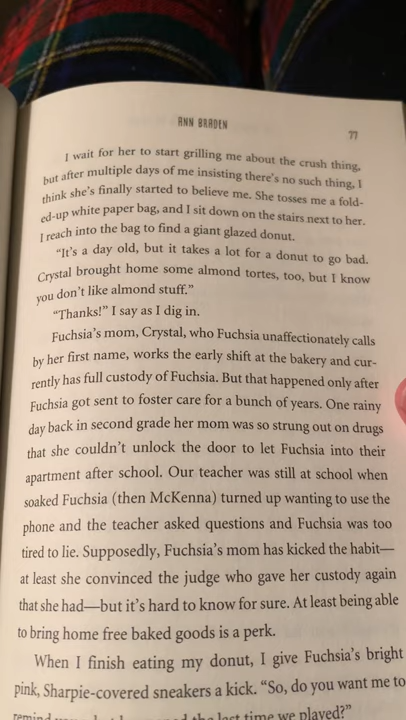 ANN BRADEN
77
I wait for her to start grilling me about the crush thing,
but after multiple days of me insisting there's no such thing, I
think she's finally started to believe me. She tosses me a fold-
ed-up white paper bag, and I sit down on the stairs next to her.
I reach into the bag to find a giant glazed donut.
"It's a day old, but it takes a lot for a donut to go bad.
Crystal brought home some almond tortes, too, but I know
you don't like almond stuff."
"Thanks!" I say as I dig in.
Fuchsia's mom, Crystal, who Fuchsia unaffectionately calls
by her first name, works the early shift at the bakery and cur-
rently has full custody of Fuchsia. But that happened only after
Fuchsia got sent to foster care for a bunch of years. One rainy
day back in second grade her mom was so strung out on drugs
that she couldn't unlock the door to let Fuchsia into their
apartment after school. Our teacher was still at school when
soaked Fuchsia (then McKenna) turned up wanting to use the
phone and the teacher asked questions and Fuchsia was too
tired to lie. Supposedly, Fuchsia's mom has kicked the habit—
at least she convinced the judge who gave her custody again
that she had—but it's hard to know for sure. At least being able
to bring home free baked goods is a perk.
When I finish eating my donut, I give Fuchsia's bright
pink, Sharpie-covered sneakers a kick. "So, do you want me to
remind the last time we played?"